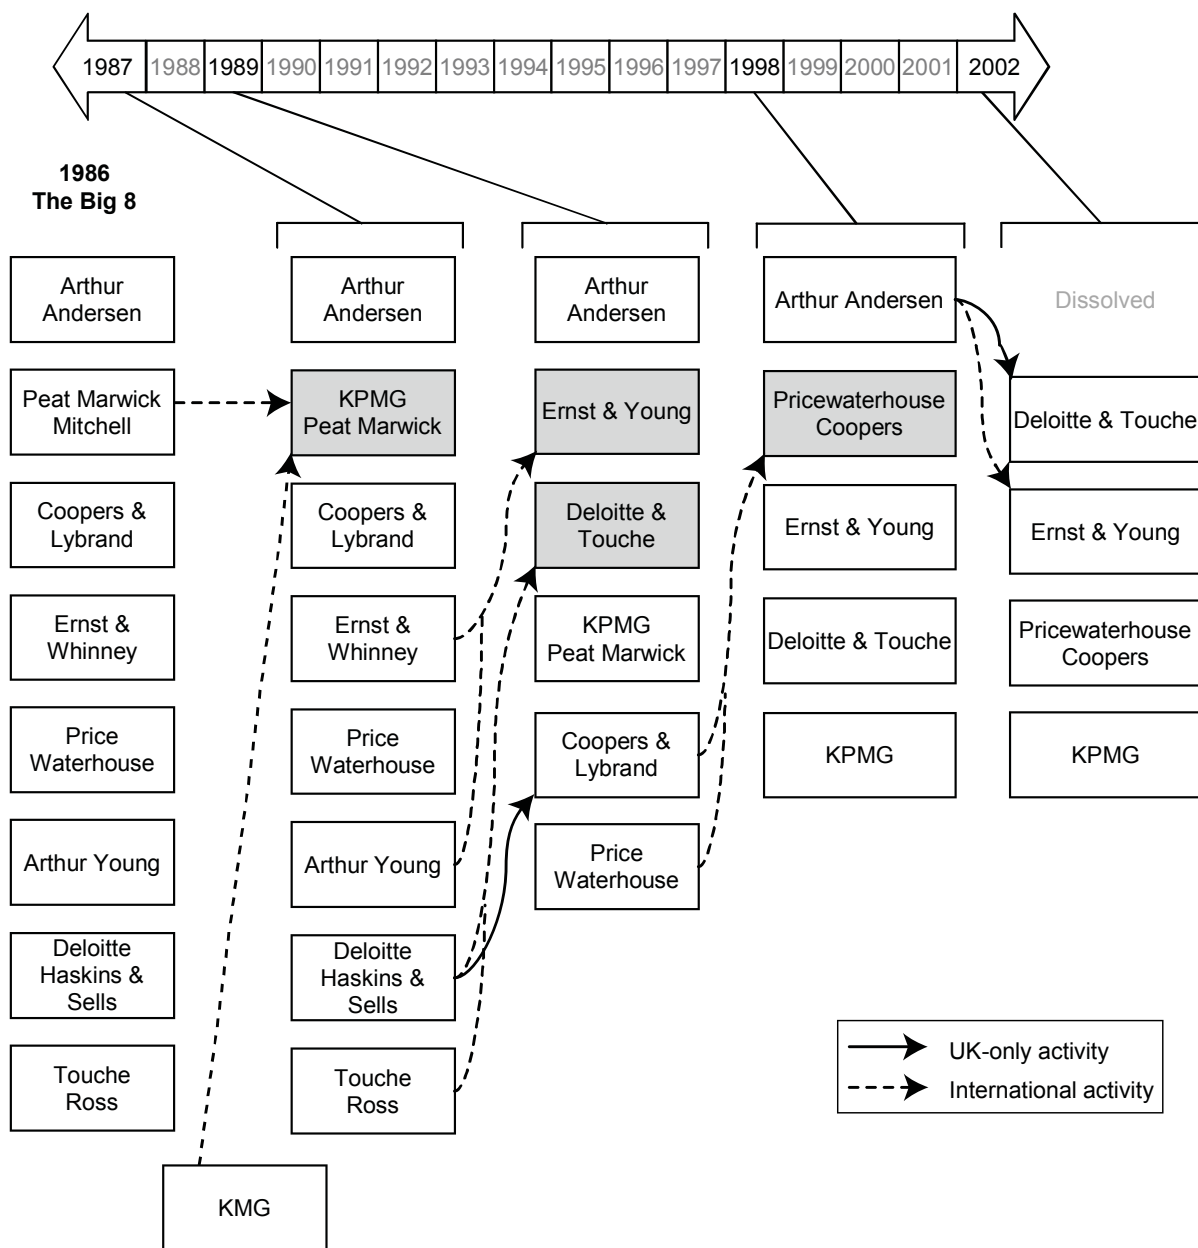 1987 1988 1989 1990 1991 1992 1993 1994 1995 1996 1997 1998 1999 2000 2001 2002
1986
The Big 8
Arthur
Andersen
Peat Marwick
Mitchell
Coopers &
Lybrand
Ernst &
Whinney
Price
Waterhouse
Arthur Young
Deloitte
Haskins &
Sells
Touche
Ross
KMG
Arthur
Andersen
KPMG
Peat Marwick
Coopers &
Lybrand
Ernst &
Whinney
Price
Waterhouse
Arthur Young
Deloitte
Haskins &
Sells
Touche
Ross
Arthur
Andersen
Ernst & Young
Deloitte &
Touche
KPMG
Peat Marwick
Coopers &
Lybrand
Price
Waterhouse
Arthur Andersen
Pricewaterhouse
Coopers
Ernst & Young
Deloitte & Touche
KPMG
Dissolved
Deloitte & Touche
Ernst & Young
Pricewaterhouse
Coopers
KPMG
UK-only activity
International activity